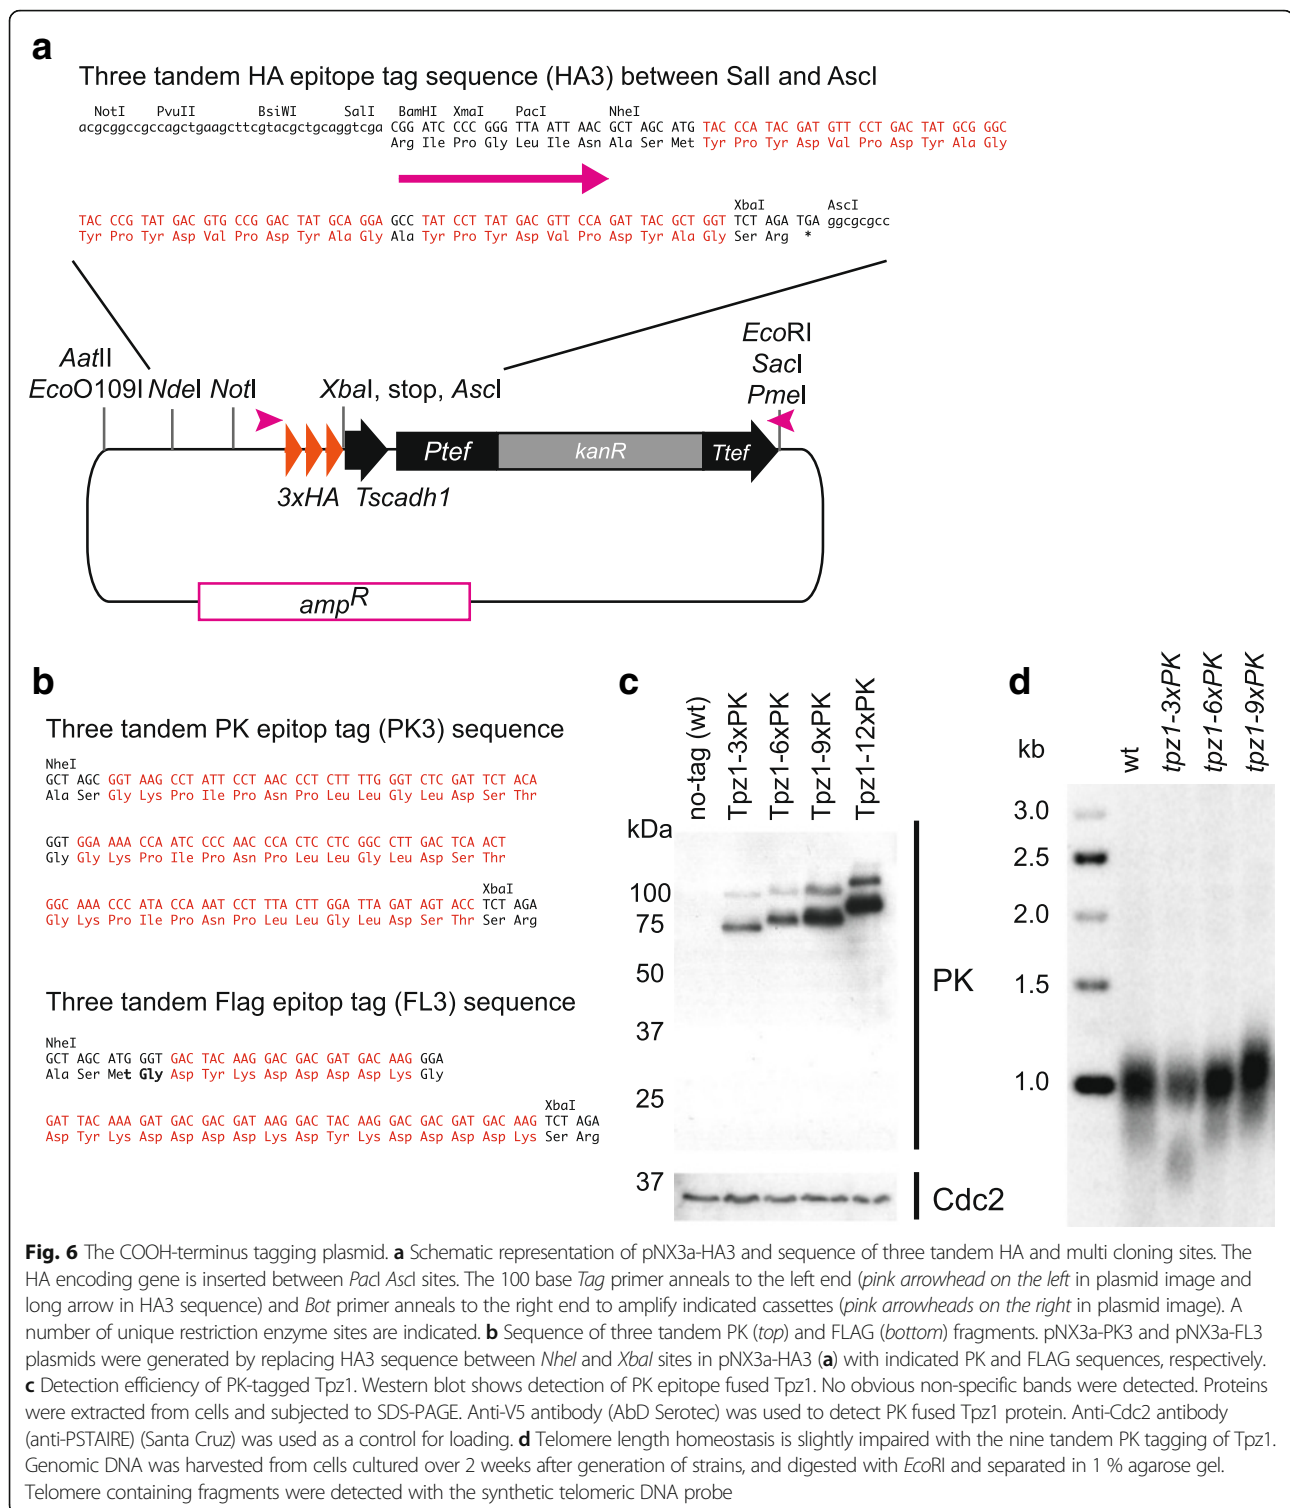 a
Three tandem HA epitope tag sequence (HA3) between SalI and AscI
NotI PvuII BsiWI SalI BamHI XmaI PacI NheI
acgcggccgccagctgaagcttcgtacgctgcaggtcga CGG ATC CCC GGG TTA ATT AAC GCT AGC ATG TAC CCA TAC GAT GTT CCT GAC TAT GCG GGC
Arg Ile Pro Gly Leu Ile Asn Ala Ser Met Tyr Pro Tyr Asp Val Pro Asp Tyr Ala Gly
XbaI AscI
TAC CCG TAT GAC GTG CCG GAC TAT GCA GGA GCC TAT CCT TAT GAC GTT CCA GAT TAC GCT GGT TCT AGA TGA ggcgcgcc
Tyr Pro Tyr Asp Val Pro Asp Tyr Ala Gly Ala Tyr Pro Tyr Asp Val Pro Asp Tyr Ala Gly Ser Arg *
AatII
EcoO109I NdeI NotI XbaI, stop, AscI
EcoRI
SacI
PmeI
Ptef kanR Ttef
3xHA Tscadh1
ampR
b
Three tandem PK epitop tag (PK3) sequence
NheI
GCT AGC GGT AAG CCT ATT CCT AAC CCT CTT TTG GGT CTC GAT TCT ACA
Ala Ser Gly Lys Pro Ile Pro Asn Pro Leu Leu Gly Leu Asp Ser Thr
GGT GGA AAA CCA ATC CCC AAC CCA CTC CTC GGC CTT GAC TCA ACT
Gly Gly Lys Pro Ile Pro Asn Pro Leu Leu Gly Leu Asp Ser Thr
XbaI
GGC AAA CCC ATA CCA AAT CCT TTA CTT GGA TTA GAT AGT ACC TCT AGA
Gly Lys Pro Ile Pro Asn Pro Leu Leu Gly Leu Asp Ser Thr Ser Arg
Three tandem Flag epitop tag (FL3) sequence
NheI
GCT AGC ATG GGT GAC TAC AAG GAC GAC GAT GAC AAG GGA
Ala Ser Met Gly Asp Tyr Lys Asp Asp Asp Asp Lys Gly
XbaI
GAT TAC AAA GAT GAC GAC GAT AAG GAC TAC AAG GAC GAC GAT GAC AAG TCT AGA
Asp Tyr Lys Asp Asp Asp Asp Lys Asp Tyr Lys Asp Asp Asp Asp Lys Ser Arg
c
no-tag (wt)
Tpz1-3xPK
Tpz1-6xPK
Tpz1-9xPK
Tpz1-12xPK
kDa
100
75
50
37
25
PK
37
Cdc2
d
kb
wt
tpz1-3xPK
tpz1-6xPK
tpz1-9xPK
3.0
2.5
2.0
1.5
1.0
Fig. 6 The COOH-terminus tagging plasmid. a Schematic representation of pNX3a-HA3 and sequence of three tandem HA and multi cloning sites. The
HA encoding gene is inserted between PacI AscI sites. The 100 base Tag primer anneals to the left end (pink arrowhead on the left in plasmid image and
long arrow in HA3 sequence) and Bot primer anneals to the right end to amplify indicated cassettes (pink arrowheads on the right in plasmid image). A
number of unique restriction enzyme sites are indicated. b Sequence of three tandem PK (top) and FLAG (bottom) fragments. pNX3a-PK3 and pNX3a-FL3
plasmids were generated by replacing HA3 sequence between NheI and XbaI sites in pNX3a-HA3 (a) with indicated PK and FLAG sequences, respectively.
c Detection efficiency of PK-tagged Tpz1. Western blot shows detection of PK epitope fused Tpz1. No obvious non-specific bands were detected. Proteins
were extracted from cells and subjected to SDS-PAGE. Anti-V5 antibody (AbD Serotec) was used to detect PK fused Tpz1 protein. Anti-Cdc2 antibody
(anti-PSTAIRE) (Santa Cruz) was used as a control for loading. d Telomere length homeostasis is slightly impaired with the nine tandem PK tagging of Tpz1.
Genomic DNA was harvested from cells cultured over 2 weeks after generation of strains, and digested with EcoRI and separated in 1 % agarose gel.
Telomere containing fragments were detected with the synthetic telomeric DNA probe